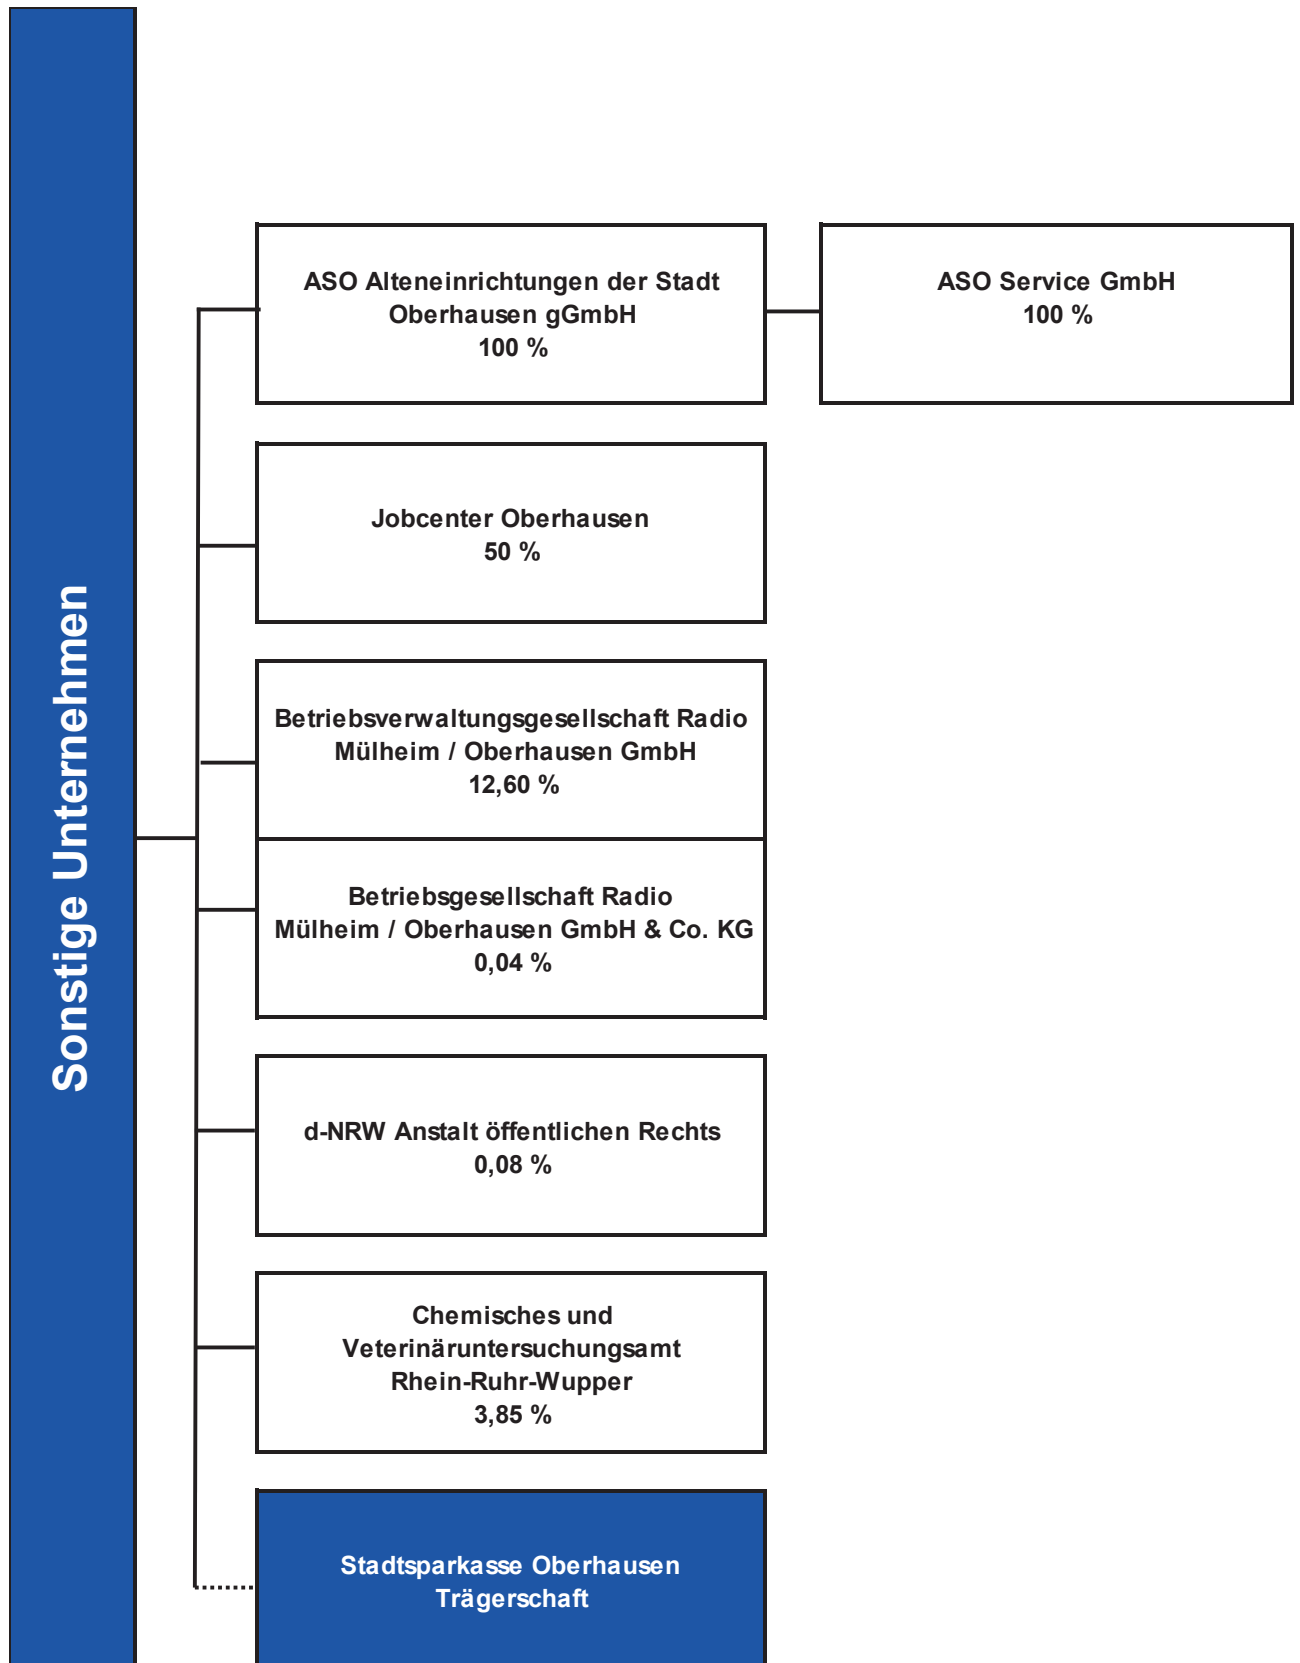 Sonstige Unternehmen
ASO Alteneinrichtungen der Stadt
Oberhausen gGmbH
100 %
ASO Service GmbH
100 %
Jobcenter Oberhausen
50 %
Betriebsverwaltungsgesellschaft Radio
Mülheim / Oberhausen GmbH
12,60 %
Betriebsgesellschaft Radio
Mülheim / Oberhausen GmbH & Co. KG
0,04 %
d-NRW Anstalt öffentlichen Rechts
0,08 %
Chemisches und
Veterinäruntersuchungsamt
Rhein-Ruhr-Wupper
3,85 %
Stadtsparkasse Oberhausen
Trägerschaft